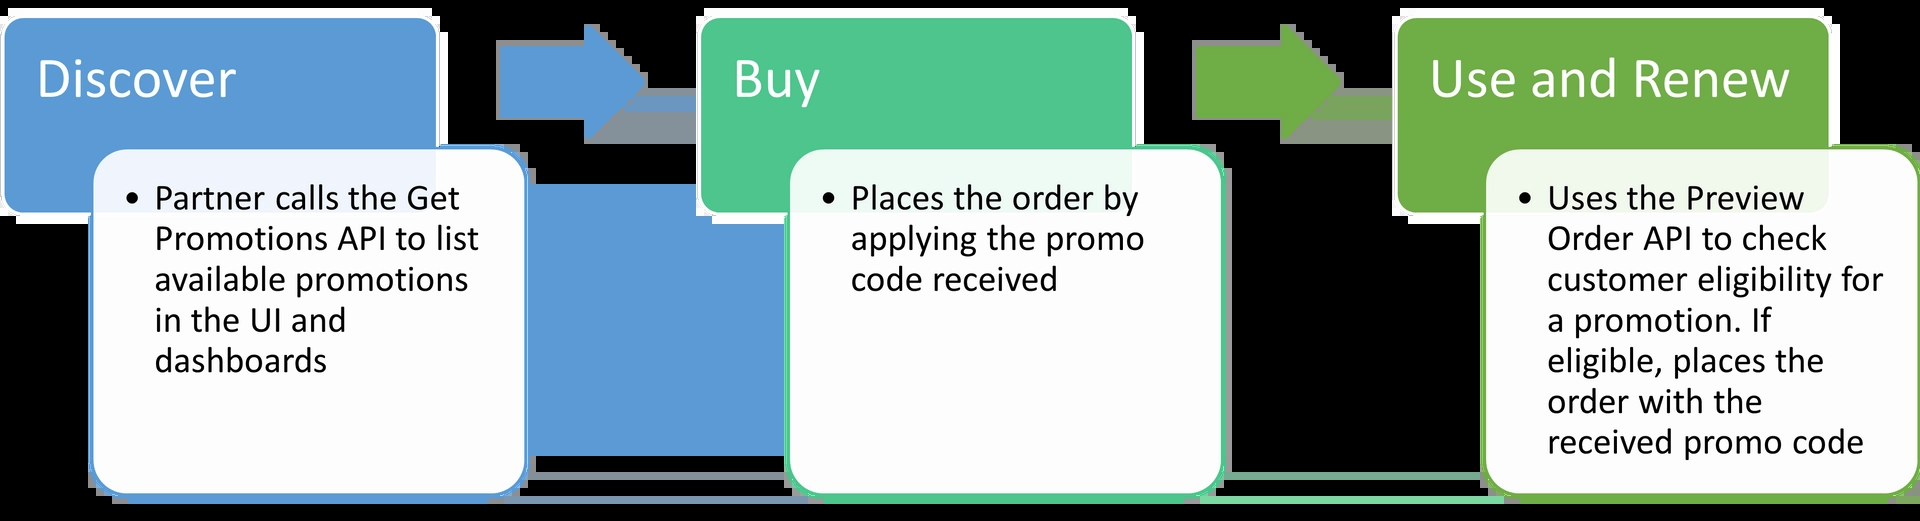 Discover
• Partner calls the Get
Promotions API to list
available promotions
in the UI and
dashboards
Buy
• Places the order by
applying the promo
code received
Use and Renew
• Uses the Preview
Order API to check
customer eligibility for
a promotion. If
eligible, places the
order with the
received promo code